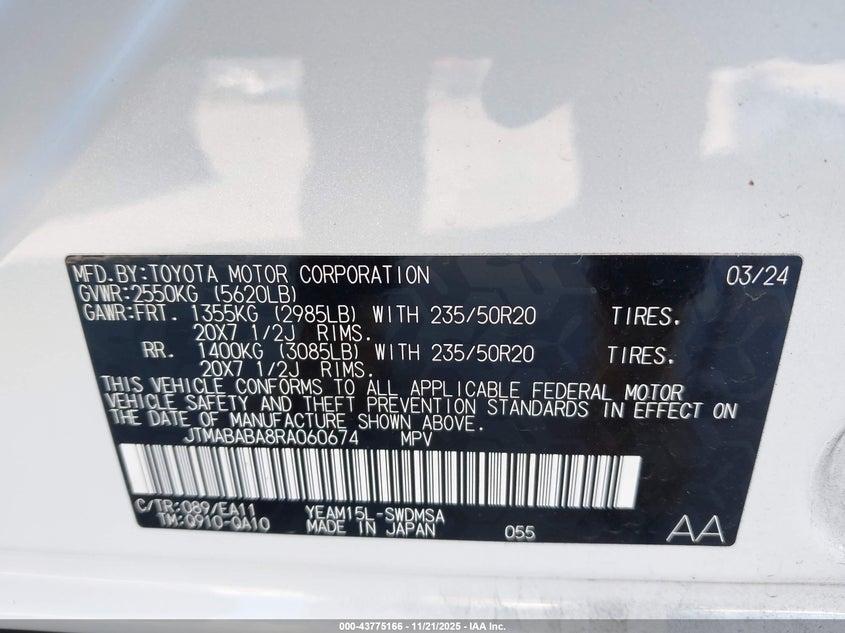 MFD.BY:TOYOTA MOTOR CORPORATION 03/24
GVWR:2550KG (5620LB)
GAWR:FRT. 1355KG (2985LB) WITH 235/50R20 TIRES.
20X7 1/2J RIMS.
RR. 1400KG (3085LB) WITH 235/50R20 TIRES.
20X7 1/2J RIMS.
THIS VEHICLE CONFORMS TO ALL APPLICABLE FEDERAL MOTOR
VEHICLE SAFETY AND THEFT PREVENTION STANDARDS IN EFFECT ON
THE DATE OF MANUFACTURE SHOWN ABOVE.
JTMABABA8RA060674 MPV
C/TR:089/EA11 YEAM15L-SWDMSA
TM:0910-0A10 MADE IN JAPAN 055 AA
000-43775166 - 11/21/2025 - IAA Inc.